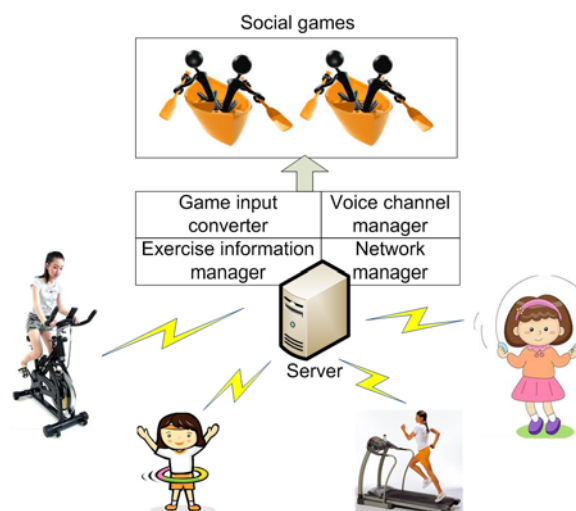 Social games
Game input
converter
Voice channel
manager
Exercise information
manager
Network
manager
Server